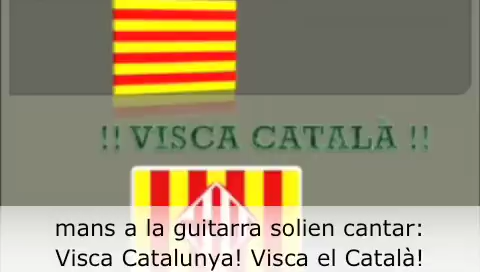 !! VISCA CATALÀ !!
mans a la guitarra solien cantar:
Visca Catalunya! Visca el Català!